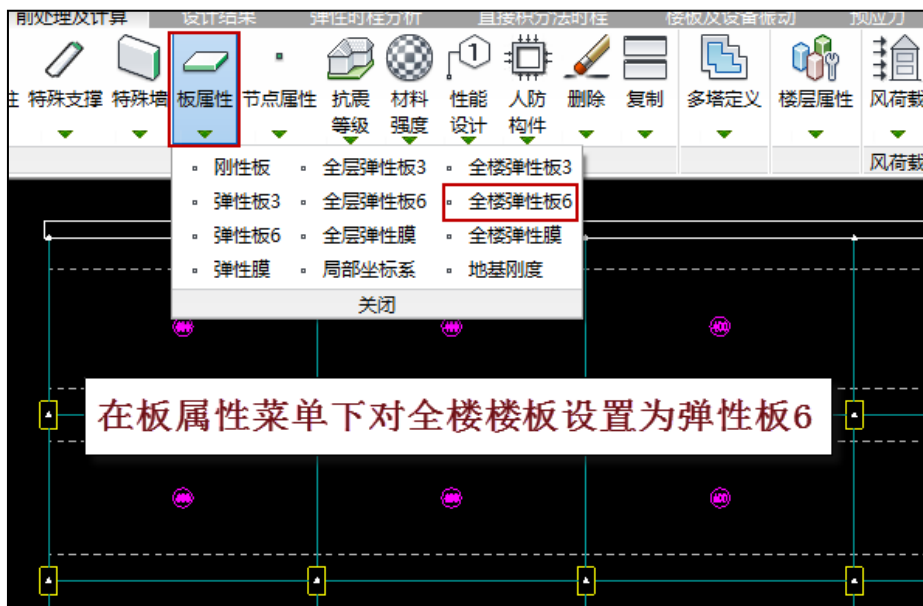 前处理及计算 设计结果 弹性时程分析 直接积分法时程 楼板及设备振动 预应力
特殊支撑 特殊墙 板属性 节点属性 抗震等级 材料强度 性能设计 人防构件 删除 复制 多塔定义 楼层属性 风荷载
风荷载
刚性板 全层弹性板3 全楼弹性板3
弹性板3 全层弹性板6 全楼弹性板6
弹性板6 全层弹性膜 全楼弹性膜
弹性膜 局部坐标系 地基刚度
关闭
400 400 400
在板属性菜单下对全楼楼板设置为弹性板6
400 400 400